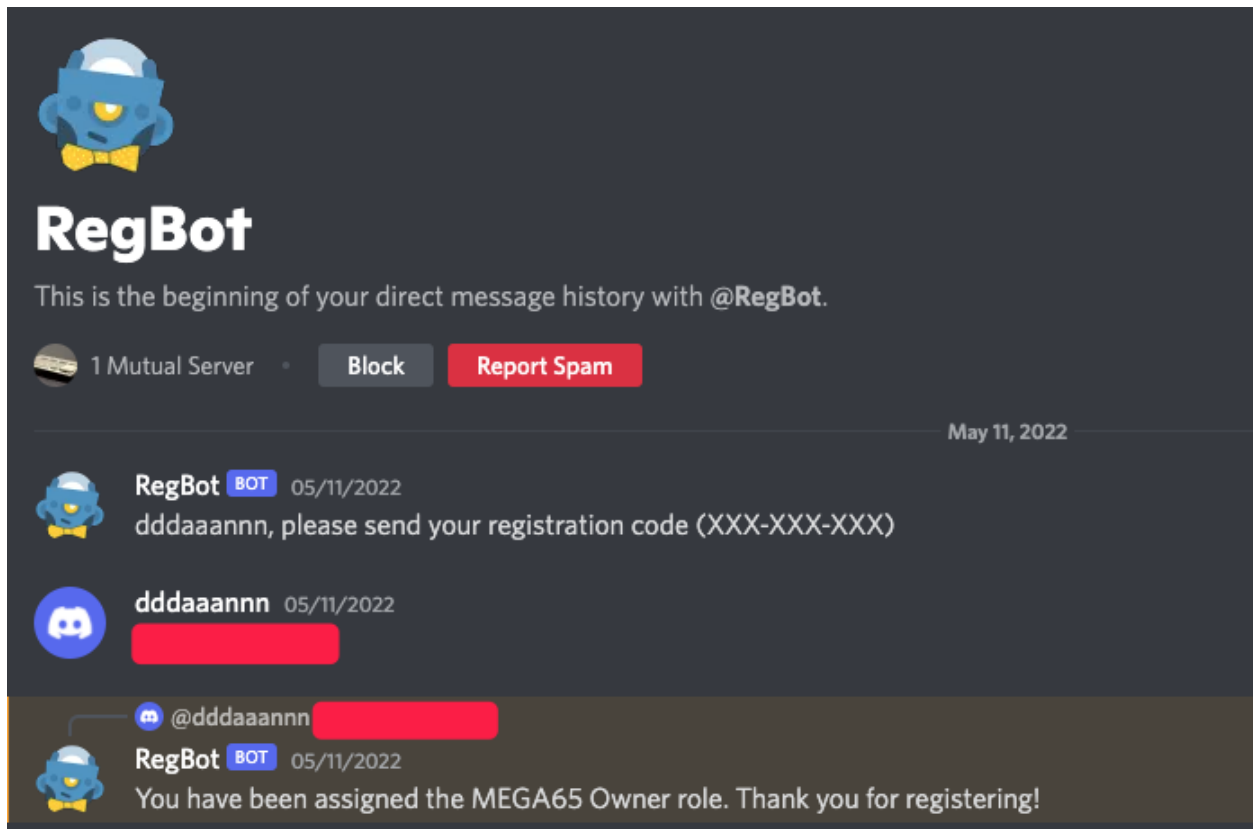 RegBot
This is the beginning of your direct message history with @RegBot.
1 Mutual Server • Block Report Spam
May 11, 2022
RegBot BOT 05/11/2022
dddaaannn, please send your registration code (XXX-XXX-XXX)
dddaaannn 05/11/2022
@dddaaannn
RegBot BOT 05/11/2022
You have been assigned the MEGA65 Owner role. Thank you for registering!